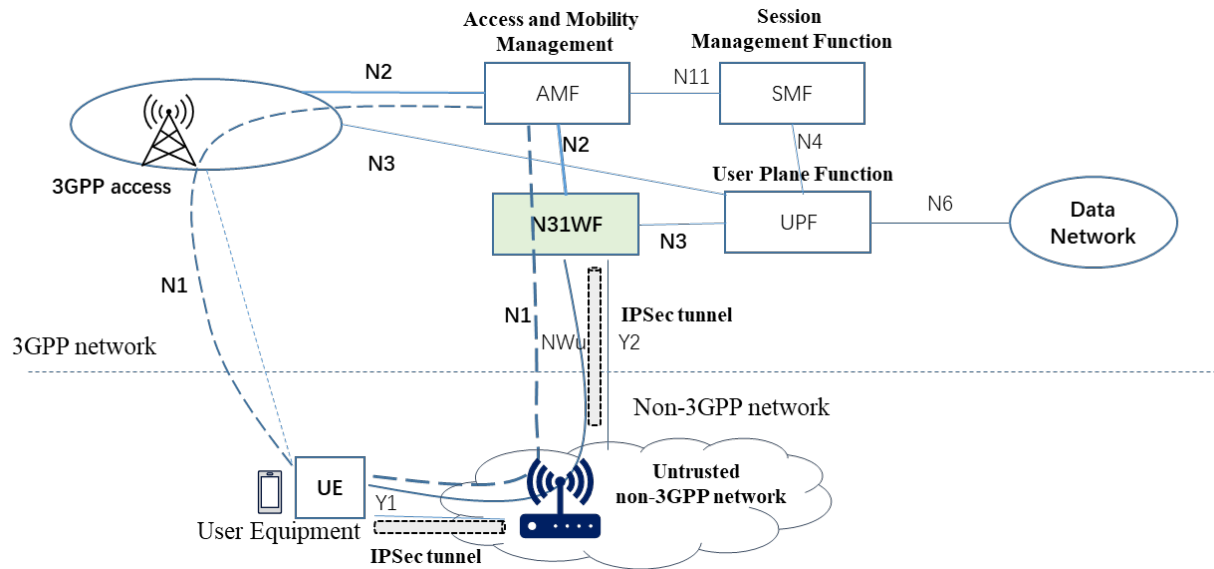 Access and Mobility
Management
Session
Management Function
N2
AMF
N11
SMF
N2
N4
N3
3GPP access
User Plane Function
N31WF
N3
UPF
N6
Data
Network
N1
N1
IPSec tunnel
NWu
Y2
3GPP network
Non-3GPP network
UE
Untrusted
non-3GPP network
Y1
User Equipment
IPSec tunnel